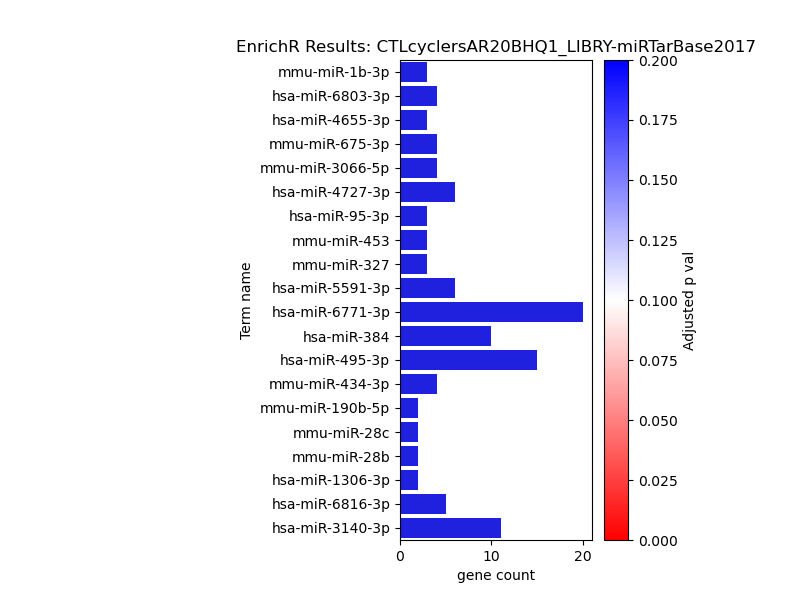 EnrichR Results: CTLcyclersAR20BHQ1_LIBRY-miRTarBase2017
mmu-miR-1b-3p
hsa-miR-6803-3p
hsa-miR-4655-3p
mmu-miR-675-3p
mmu-miR-3066-5p
hsa-miR-4727-3p
hsa-miR-95-3p
mmu-miR-453
mmu-miR-327
hsa-miR-5591-3p
hsa-miR-6771-3p
hsa-miR-384
hsa-miR-495-3p
mmu-miR-434-3p
mmu-miR-190b-5p
mmu-miR-28c
mmu-miR-28b
hsa-miR-1306-3p
hsa-miR-6816-3p
hsa-miR-3140-3p
Term name
0 10 20
gene count
0.200
0.175
0.150
0.125
0.100
0.075
0.050
0.025
0.000
Adjusted p val